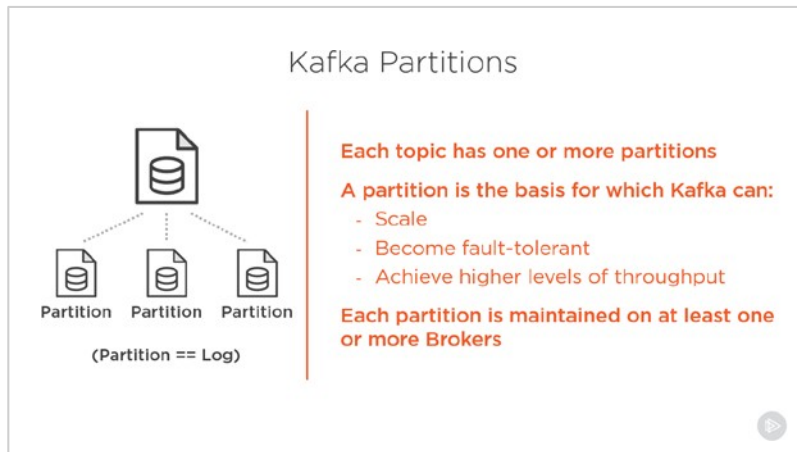 Kafka Partitions
Partition Partition Partition
(Partition == Log)
Each topic has one or more partitions
A partition is the basis for which Kafka can:
- Scale
- Become fault-tolerant
- Achieve higher levels of throughput
Each partition is maintained on at least one
or more Brokers